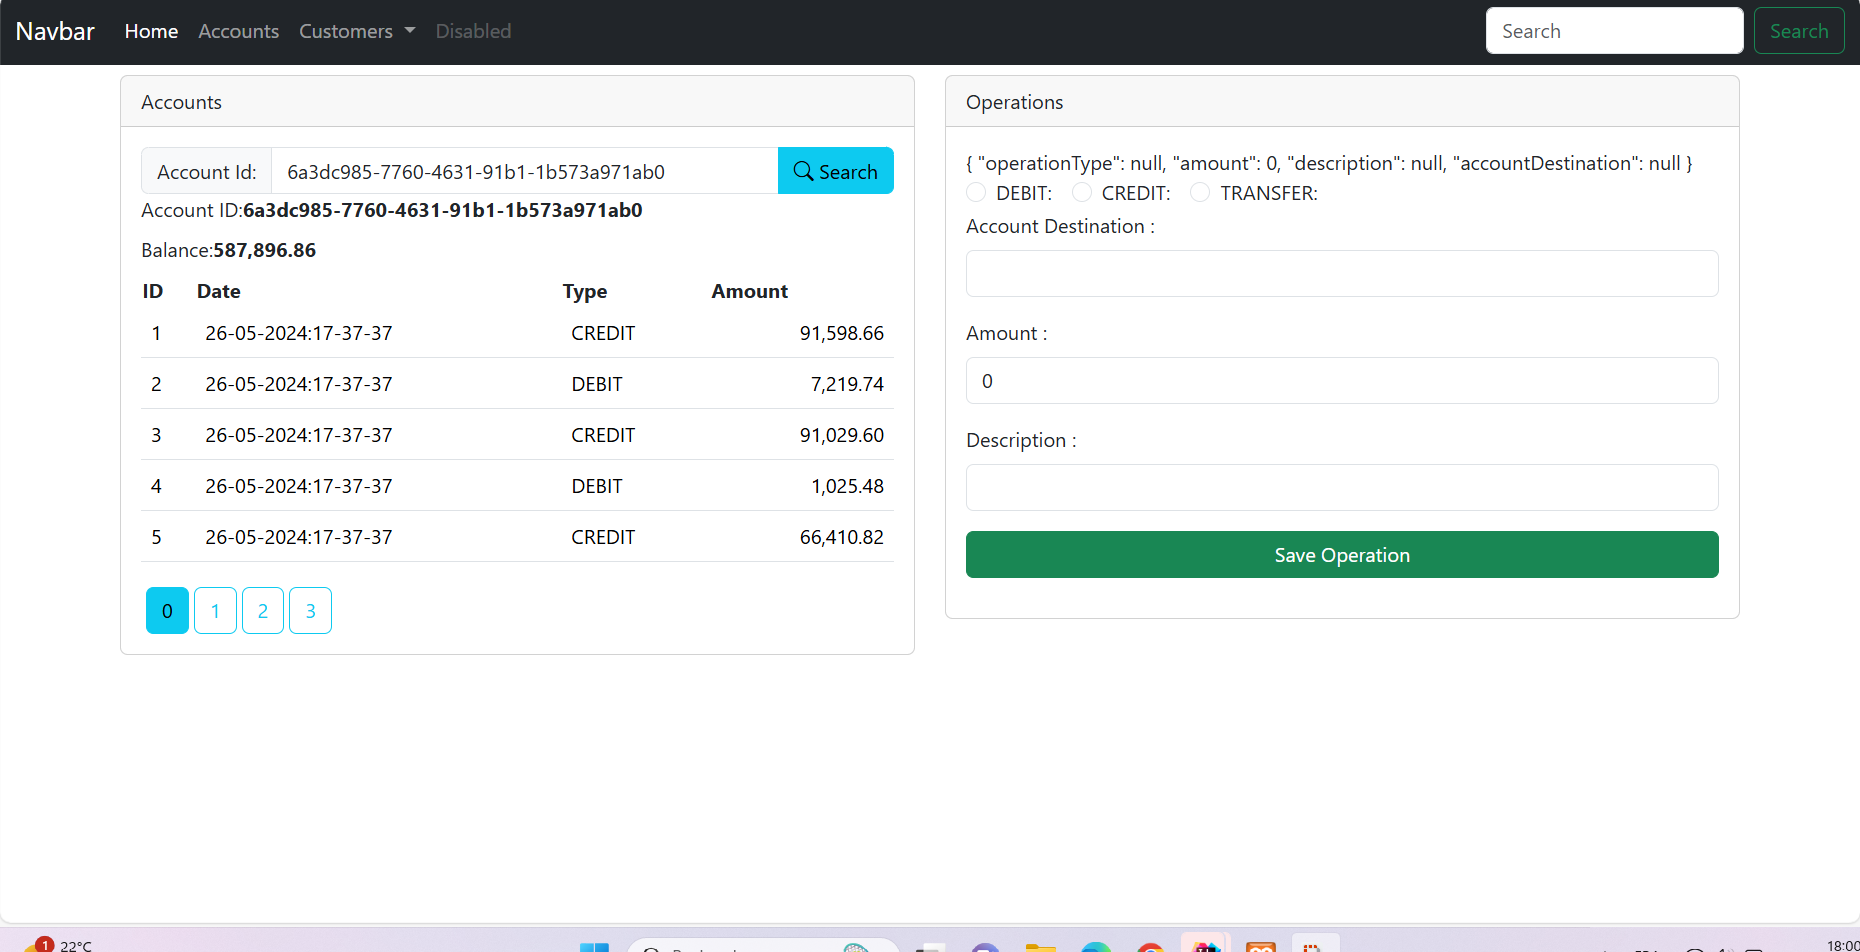 Navbar Home Accounts Customers Disabled Search Search
Accounts
Account Id: 6a3dc985-7760-4631-91b1-1b573a971ab0 Search
Account ID:6a3dc985-7760-4631-91b1-1b573a971ab0
Balance:587,896.86
ID Date Type Amount
1 26-05-2024:17-37-37 CREDIT 91,598.66
2 26-05-2024:17-37-37 DEBIT 7,219.74
3 26-05-2024:17-37-37 CREDIT 91,029.60
4 26-05-2024:17-37-37 DEBIT 1,025.48
5 26-05-2024:17-37-37 CREDIT 66,410.82
0 1 2 3
Operations
{ "operationType": null, "amount": 0, "description": null, "accountDestination": null }
DEBIT: CREDIT: TRANSFER:
Account Destination :
Amount :
0
Description :
Save Operation
1 22°C 18:00